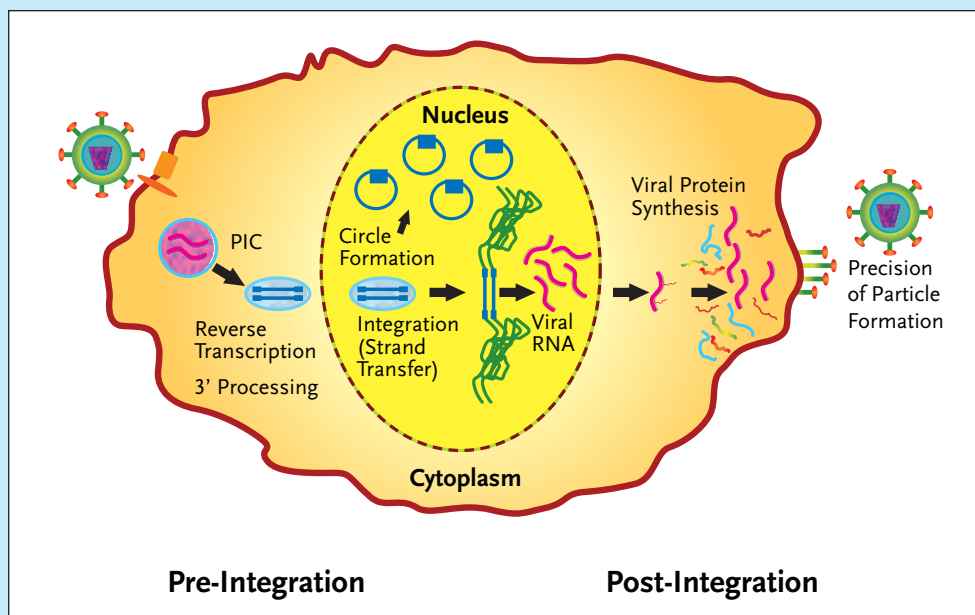 Nucleus
Viral Protein
Synthesis
PIC
Circle
Formation
Precision
of Particle
Formation
Reverse
Transcription
3' Processing
Integration
(Strand
Transfer)
Viral
RNA
Cytoplasm
Pre-Integration
Post-Integration